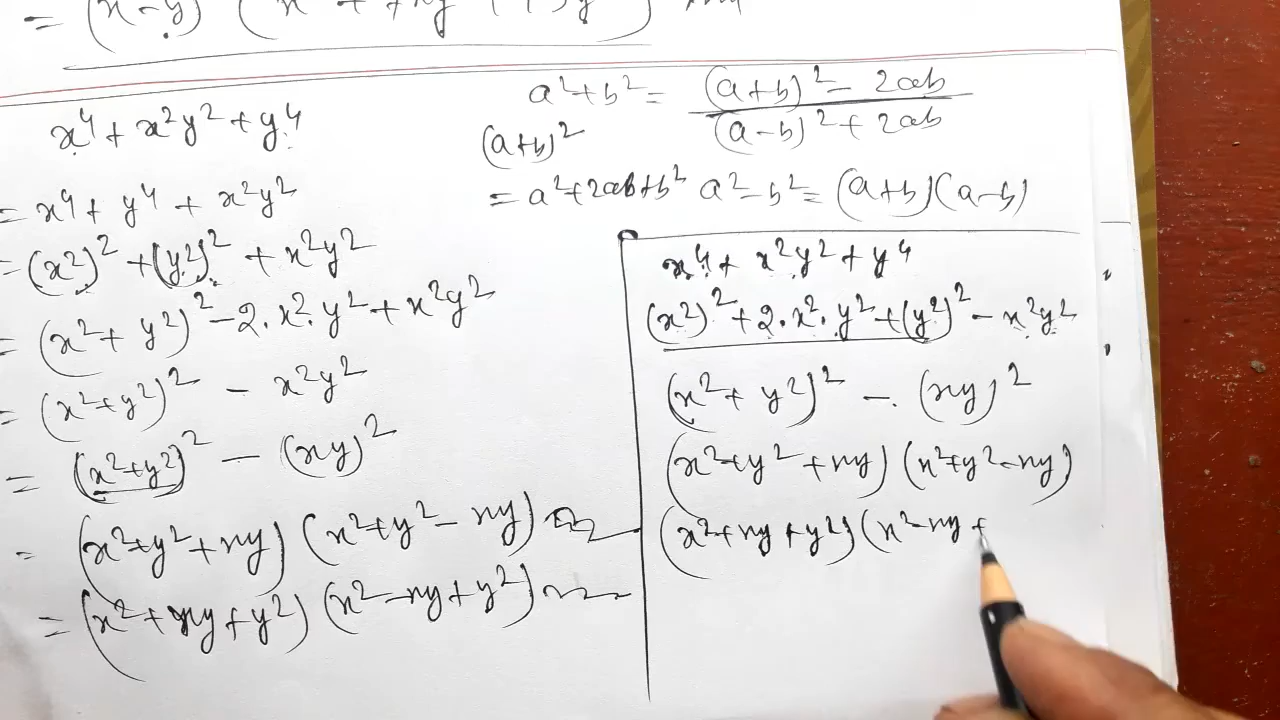 = (x-y) (x
x⁴ + x²y² + y⁴
= x⁴ + y⁴ + x²y²
= (x²)² + (y²)² + x²y²
= (x² + y²)² - 2.x².y² + x²y²
= (x²+y²)² - x²y²
= (x²+y²)² - (xy)²
= (x²+y²+xy) (x²+y²-xy)
= (x²+xy+y²) (x²-xy+y²)
a²+b² = (a+b)² - 2ab
(a-b)² + 2ab
(a+b)²
= a²+2ab+b² a²-b² = (a+b)(a-b)
x⁴ + x²y² + y⁴
(x²)² + 2.x².y² + (y²)² - x²y²
(x² + y²)² - (xy)²
(x²+y²+xy) (x²+y²-xy)
(x²+xy+y²) (x²-xy+